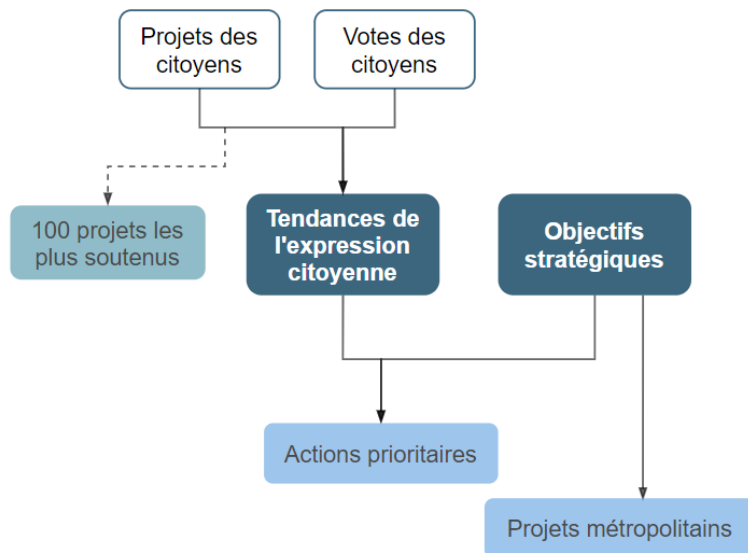 Projets des
citoyens
Votes des
citoyens
100 projets les
plus soutenus
Tendances de
l'expression
citoyenne
Objectifs
stratégiques
Actions prioritaires
Projets métropolitains